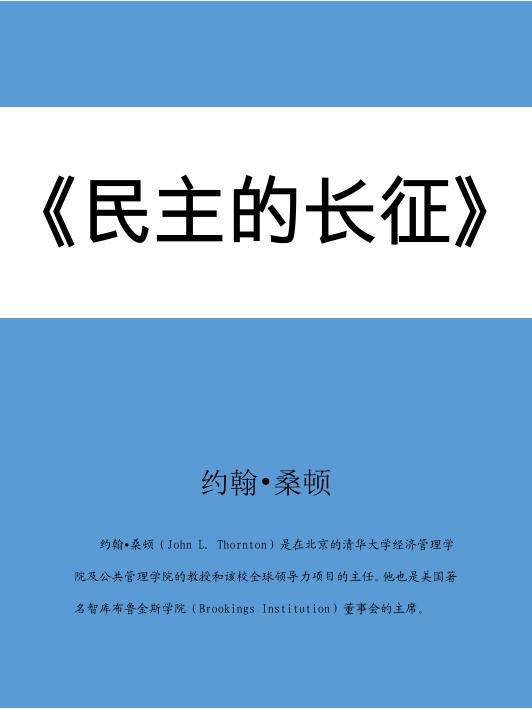 《民主的长征》
约翰•桑顿
约翰•桑顿（John L. Thornton）是在北京的清华大学经济管理学
院及公共管理学院的教授和该校全球领导力项目的主任。他也是美国著
名智库布鲁金斯学院（Brookings Institution）董事会的主席。